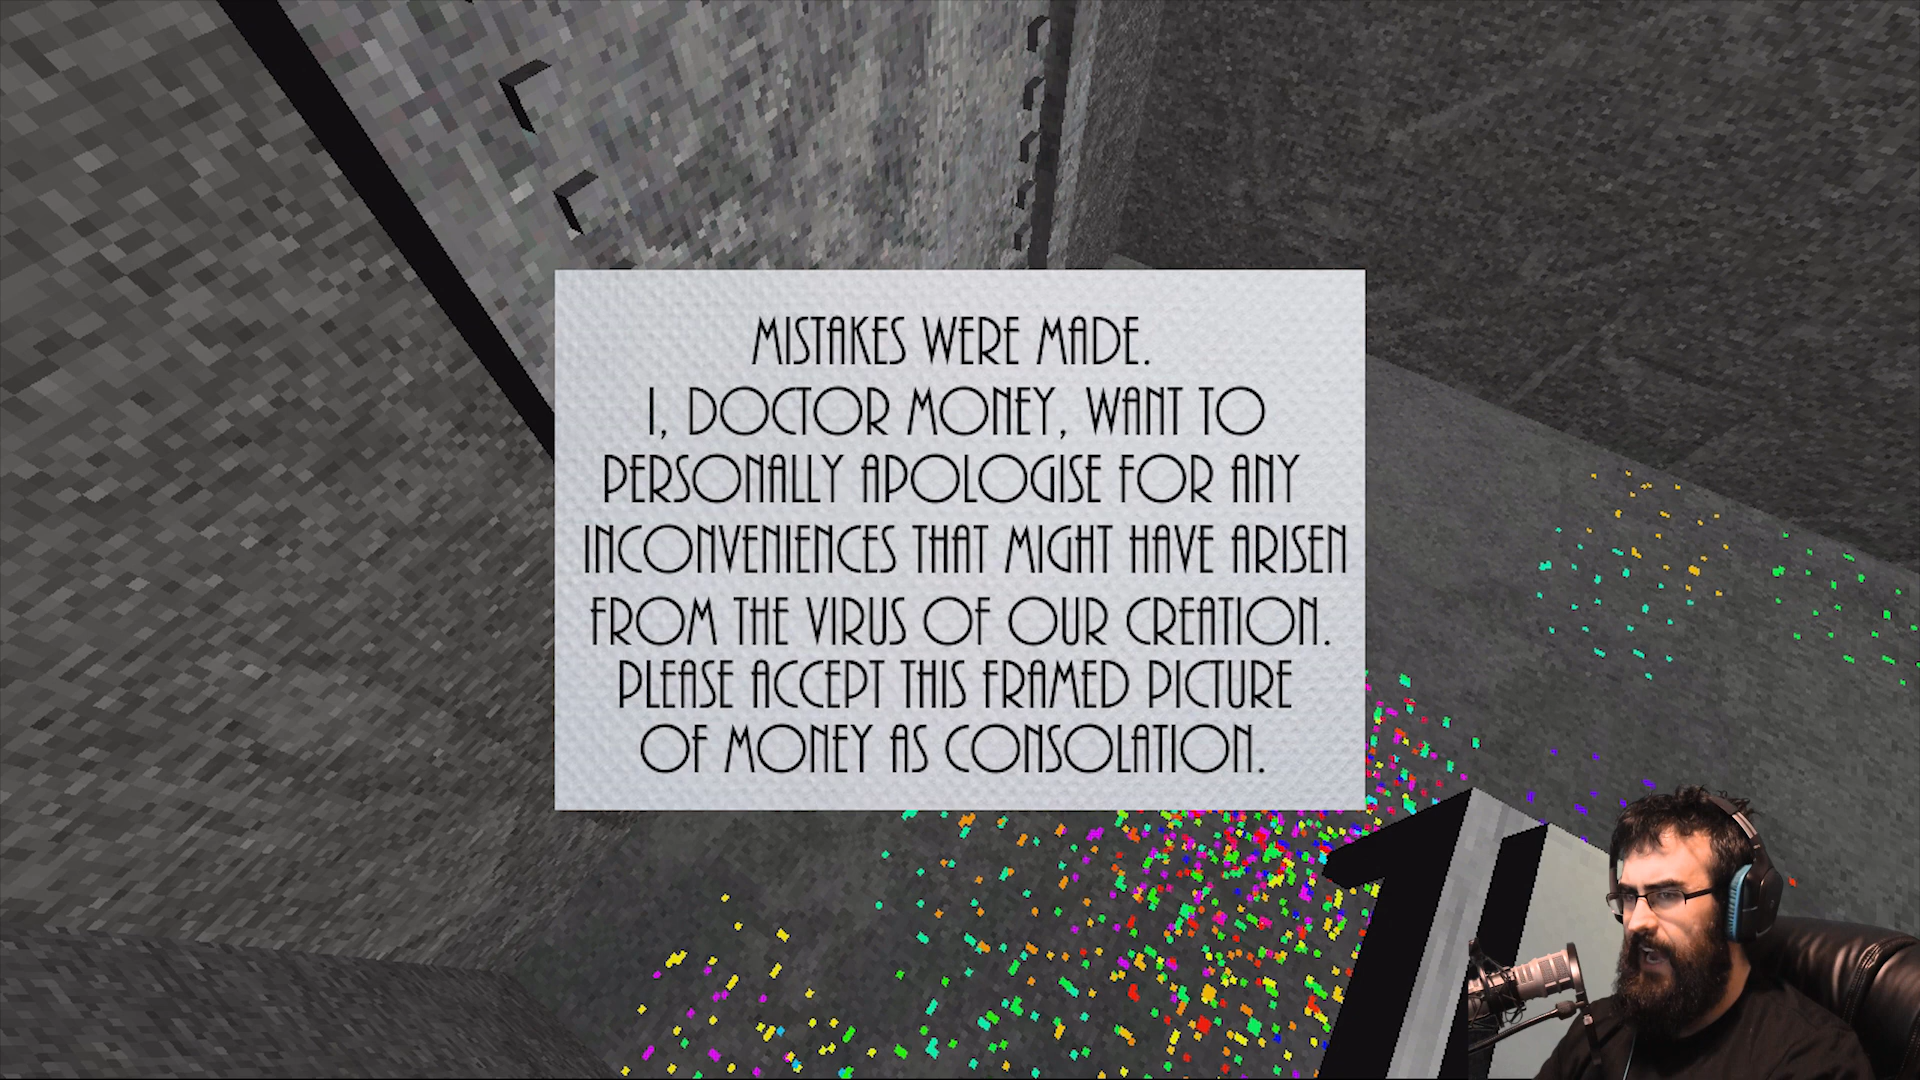 MISTAKES WERE MADE.
I, DOCTOR MONEY, WANT TO
PERSONALLY APOLOGISE FOR ANY
INCONVENIENCES THAT MIGHT HAVE ARISEN
FROM THE VIRUS OF OUR CREATION.
PLEASE ACCEPT THIS FRAMED PICTURE
OF MONEY AS CONSOLATION.